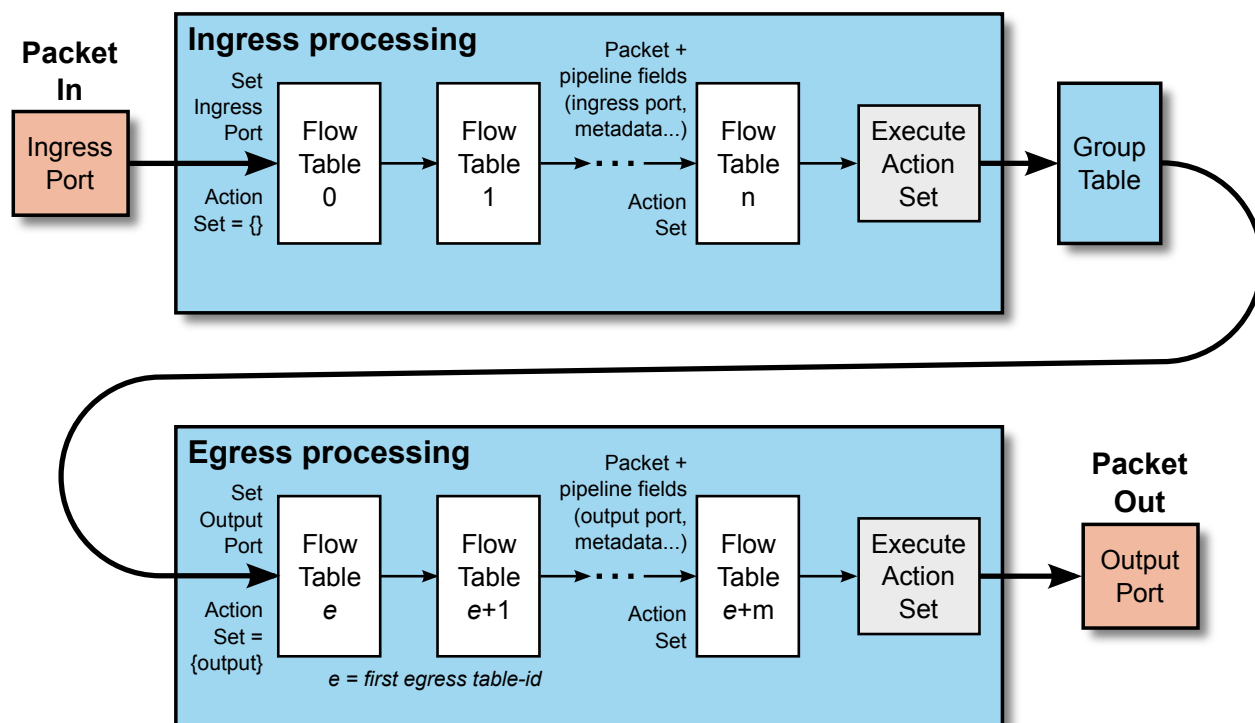 Ingress processing
Packet
In
Ingress
Port
Set
Ingress
Port
Action
Set = {}
Flow
Table
0
Flow
Table
1
Packet +
pipeline fields
(ingress port,
metadata...)
Action
Set
Flow
Table
n
Execute
Action
Set
Group
Table
Egress processing
Set
Output
Port
Action
Set =
{output}
Flow
Table
e
Flow
Table
e+1
e = first egress table-id
Packet +
pipeline fields
(output port,
metadata...)
Action
Set
Flow
Table
e+m
Execute
Action
Set
Packet
Out
Output
Port